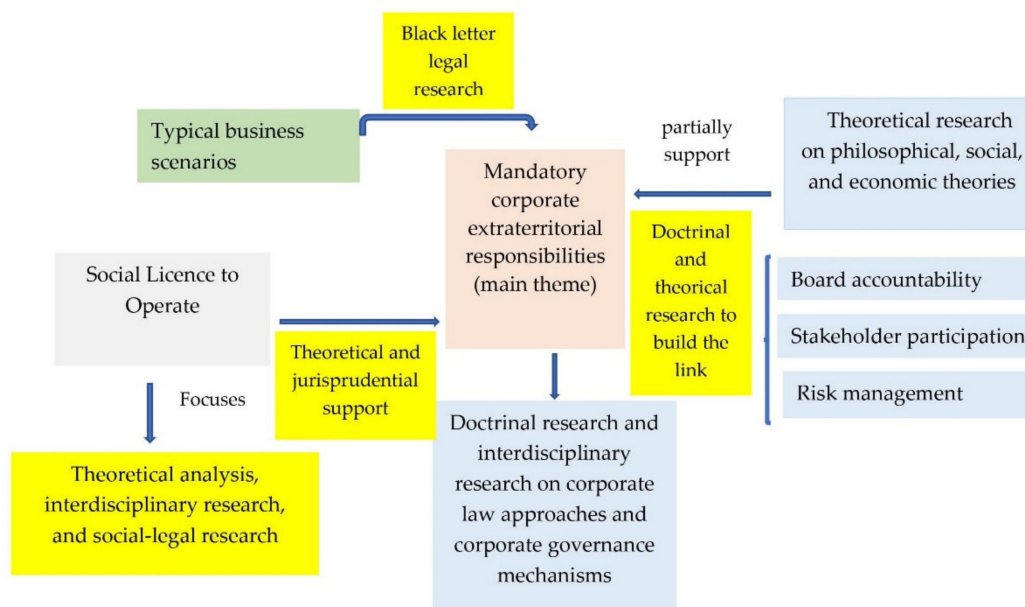 Black letter
legal
research
Typical business
scenarios
partially
support
Theoretical research
on philosophical, social,
and economic theories
Mandatory
corporate
extraterritorial
responsibilities
(main theme)
Social Licence to
Operate
Doctrinal
and
theorical
research to
build the
link
Board accountability
Stakeholder participation
Risk management
Theoretical and
jurisprudential
support
Focuses
Theoretical analysis,
interdisciplinary research,
and social-legal research
Doctrinal research and
interdisciplinary
research on corporate
law approaches and
corporate governance
mechanisms